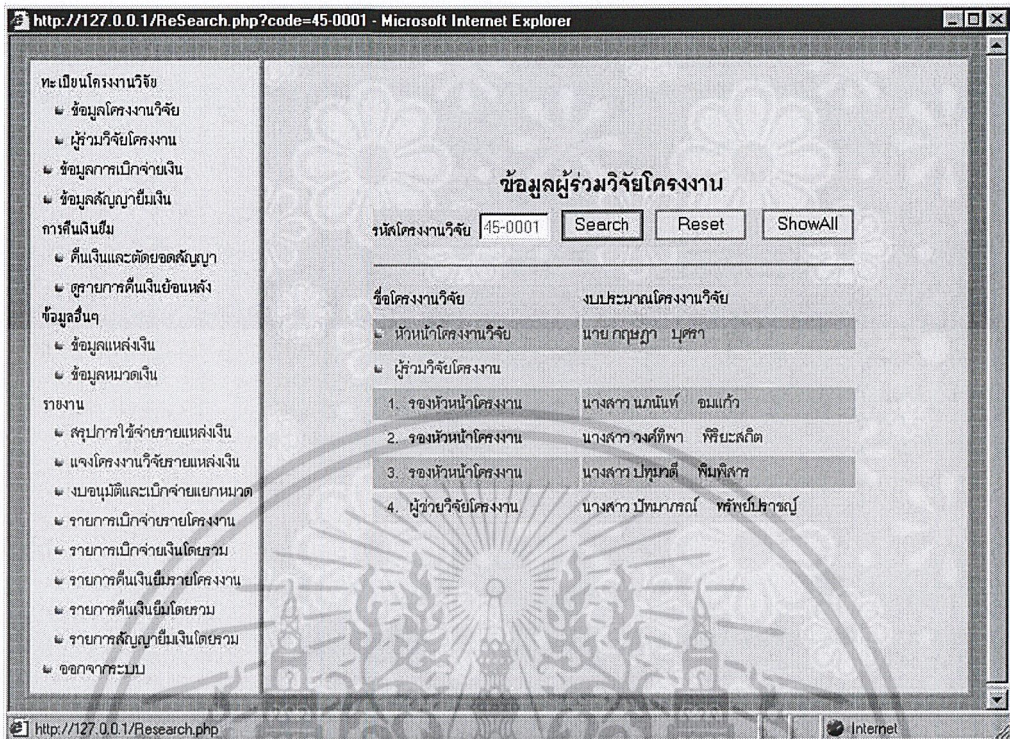 http://127.0.0.1/ReSearch.php?code=45-0001 - Microsoft Internet Explorer
ทะเบียนโครงงานวิจัย
ข้อมูลโครงงานวิจัย
ผู้ร่วมวิจัยโครงงาน
ข้อมูลการเบิกจ่ายเงิน
ข้อมูลสัญญายืมเงิน
การคืนเงินยืม
คืนเงินและตัดยอดสัญญา
ดูรายการคืนเงินย้อนหลัง
ข้อมูลอื่นๆ
ข้อมูลแหล่งเงิน
ข้อมูลหมวดเงิน
รายงาน
สรุปการใช้จ่ายรายแหล่งเงิน
แจงโครงงานวิจัยรายแหล่งเงิน
งบอนุมัติและเบิกจ่ายแยกหมวด
รายการเบิกจ่ายรายโครงงาน
รายการเบิกจ่ายเงินโดยรวม
รายการคืนเงินยืมรายโครงงาน
รายการคืนเงินยืมโดยรวม
รายการสัญญายืมเงินโดยรวม
ออกจากระบบ
ข้อมูลผู้ร่วมวิจัยโครงงาน
รหัสโครงงานวิจัย 45-0001 Search Reset ShowAll
ชื่อโครงงานวิจัย งบประมาณโครงงานวิจัย
หัวหน้าโครงงานวิจัย นาย กฤษฎา บุศรา
ผู้ร่วมวิจัยโครงงาน
1. รองหัวหน้าโครงงาน นางสาว นภนันท์ อมแก้ว
2. รองหัวหน้าโครงงาน นางสาว วงศ์ทิพา พิริยะสถิต
3. รองหัวหน้าโครงงาน นางสาว ปทุมวดี พิมพิสาร
4. ผู้ช่วยวิจัยโครงงาน นางสาว ปัทมาภรณ์ ทรัพย์ปราชญ์
http://127.0.0.1/Research.php Internet